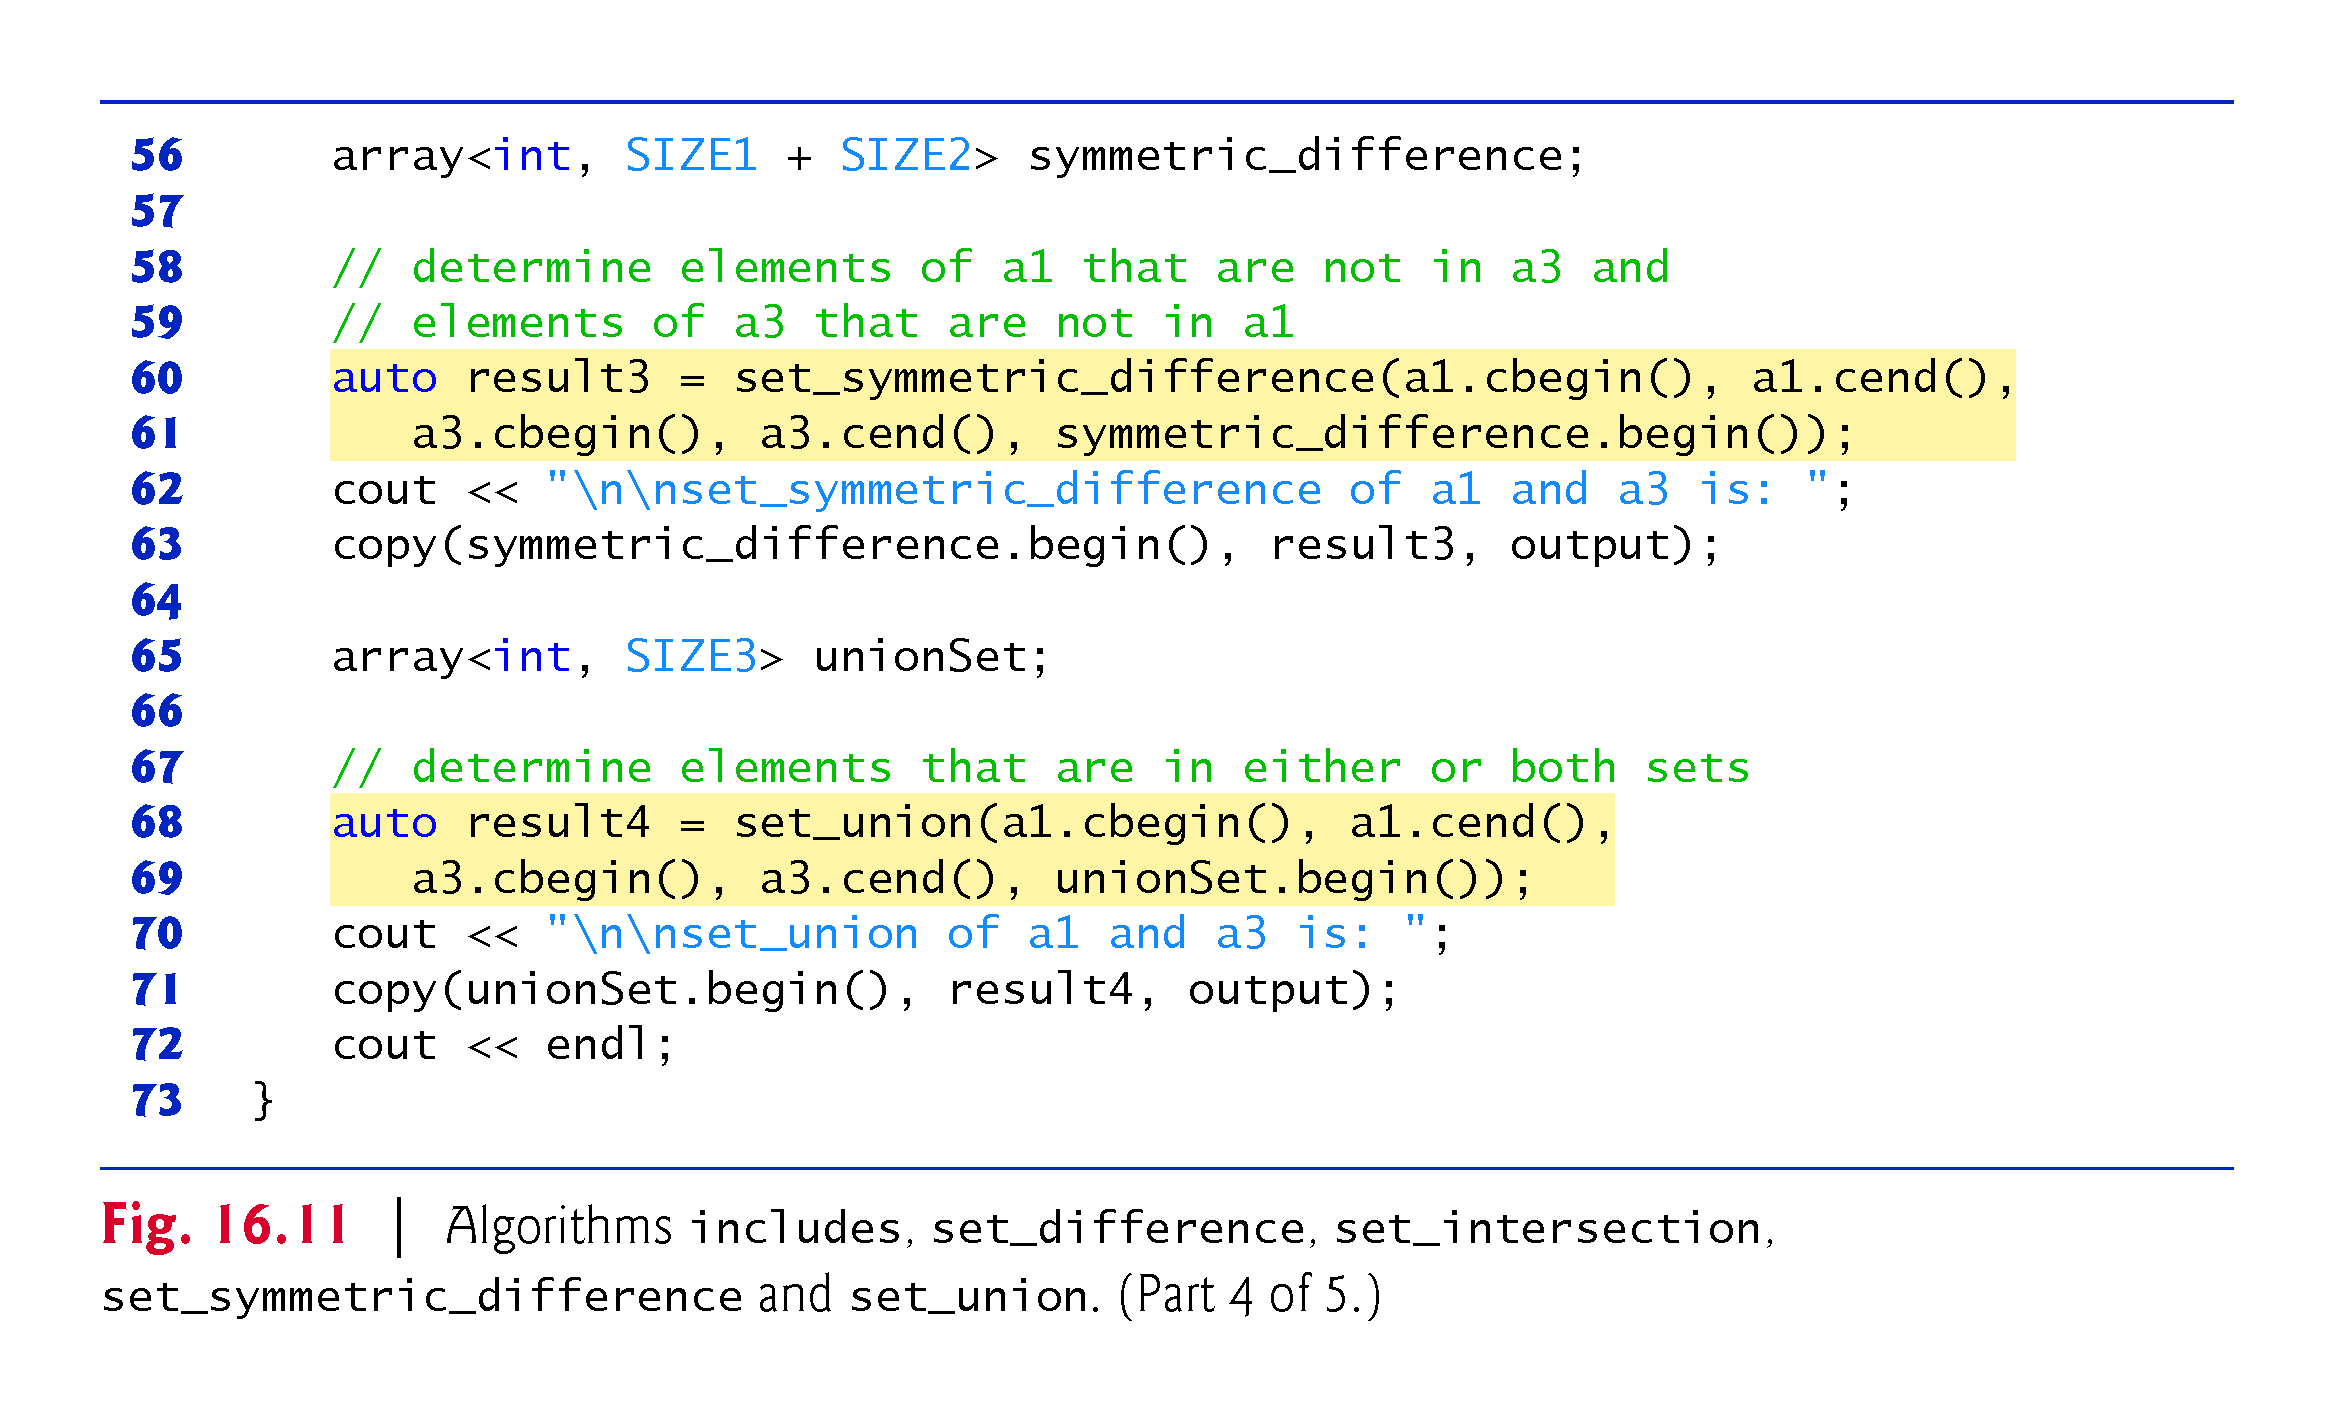 56 array<int, SIZE1 + SIZE2> symmetric_difference;
57
58 // determine elements of a1 that are not in a3 and
59 // elements of a3 that are not in a1
60 auto result3 = set_symmetric_difference(a1.cbegin(), a1.cend(),
61 a3.cbegin(), a3.cend(), symmetric_difference.begin());
62 cout << "\n\nset_symmetric_difference of a1 and a3 is: ";
63 copy(symmetric_difference.begin(), result3, output);
64
65 array<int, SIZE3> unionSet;
66
67 // determine elements that are in either or both sets
68 auto result4 = set_union(a1.cbegin(), a1.cend(),
69 a3.cbegin(), a3.cend(), unionSet.begin());
70 cout << "\n\nset_union of a1 and a3 is: ";
71 copy(unionSet.begin(), result4, output);
72 cout << endl;
73 }
Fig. 16.11 | Algorithms includes, set_difference, set_intersection,
set_symmetric_difference and set_union. (Part 4 of 5.)